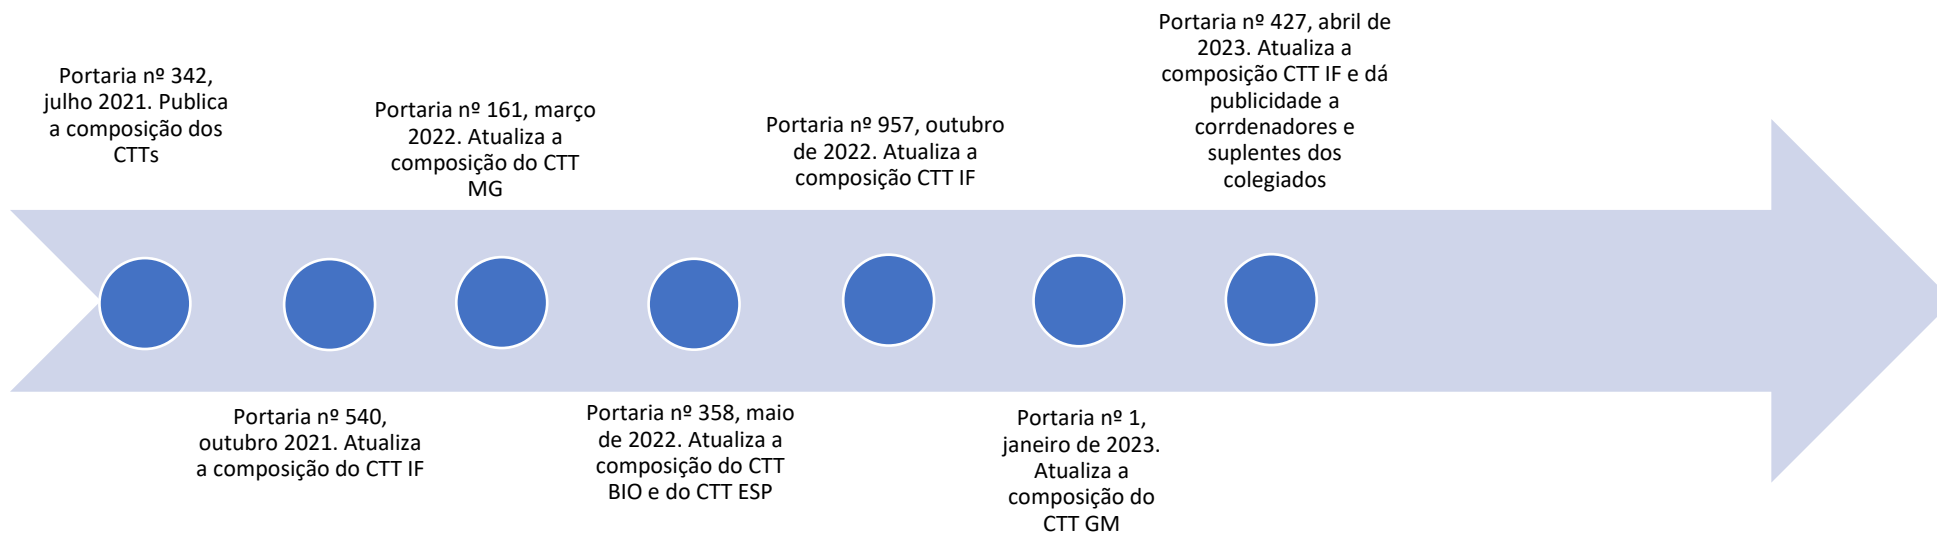 Portaria nº 342,
julho 2021. Publica
a composição dos
CTTs
Portaria nº 540,
outubro 2021. Atualiza
a composição do CTT IF
Portaria nº 161, março
2022. Atualiza a
composição do CTT
MG
Portaria nº 358, maio
de 2022. Atualiza a
composição do CTT
BIO e do CTT ESP
Portaria nº 957, outubro
de 2022. Atualiza a
composição CTT IF
Portaria nº 1,
janeiro de 2023.
Atualiza a
composição do
CTT GM
Portaria nº 427, abril de
2023. Atualiza a
composição CTT IF e dá
publicidade a
corrdenadores e
suplentes dos
colegiados